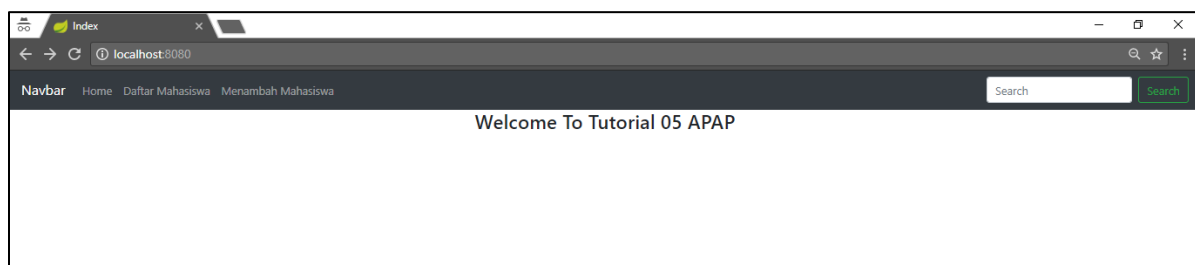 Index
localhost:8080
Navbar Home Daftar Mahasiswa Menambah Mahasiswa Search Search
Welcome To Tutorial 05 APAP